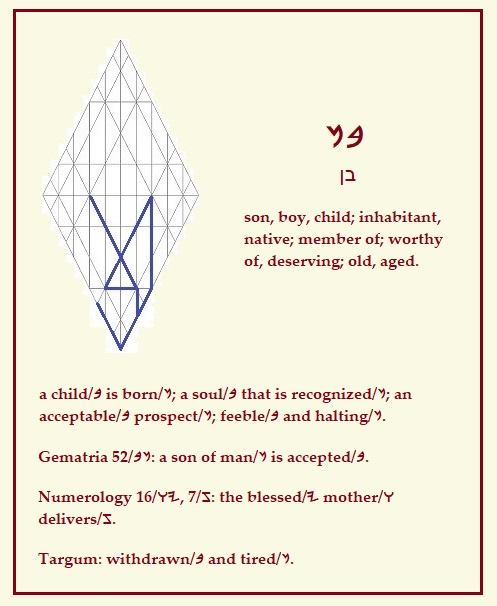 𐤁𐤍
בן
son, boy, child; inhabitant,
native; member of; worthy
of, deserving; old, aged.
a child/𐤁 is born/𐤍; a soul/𐤁 that is recognized/𐤍; an
acceptable/𐤁 prospect/𐤍; feeble/𐤁 and halting/𐤍.
Gematria 52/𐤍𐤁: a son of man/𐤍 is accepted/𐤁.
Numerology 16/𐤉𐤅, 7/𐤆: the blessed/𐤉 mother/𐤅
delivers/𐤆.
Targum: withdrawn/𐤁 and tired/𐤍.